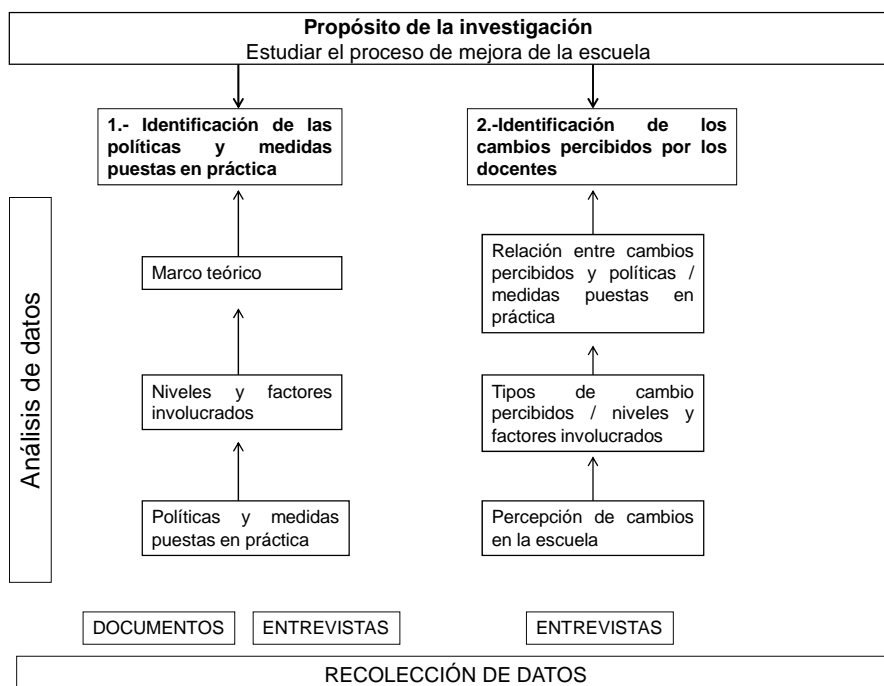 Propósito de la investigación
Estudiar el proceso de mejora de la escuela
1.- Identificación de las
políticas y medidas
puestas en práctica
2.-Identificación de los
cambios percibidos por los
docentes
Análisis de datos
Marco teórico
Relación entre cambios
percibidos y políticas /
medidas puestas en
práctica
Niveles y factores
involucrados
Tipos de cambio
percibidos / niveles y
factores involucrados
Políticas y medidas
puestas en práctica
Percepción de cambios
en la escuela
DOCUMENTOS
ENTREVISTAS
ENTREVISTAS
RECOLECCIÓN DE DATOS